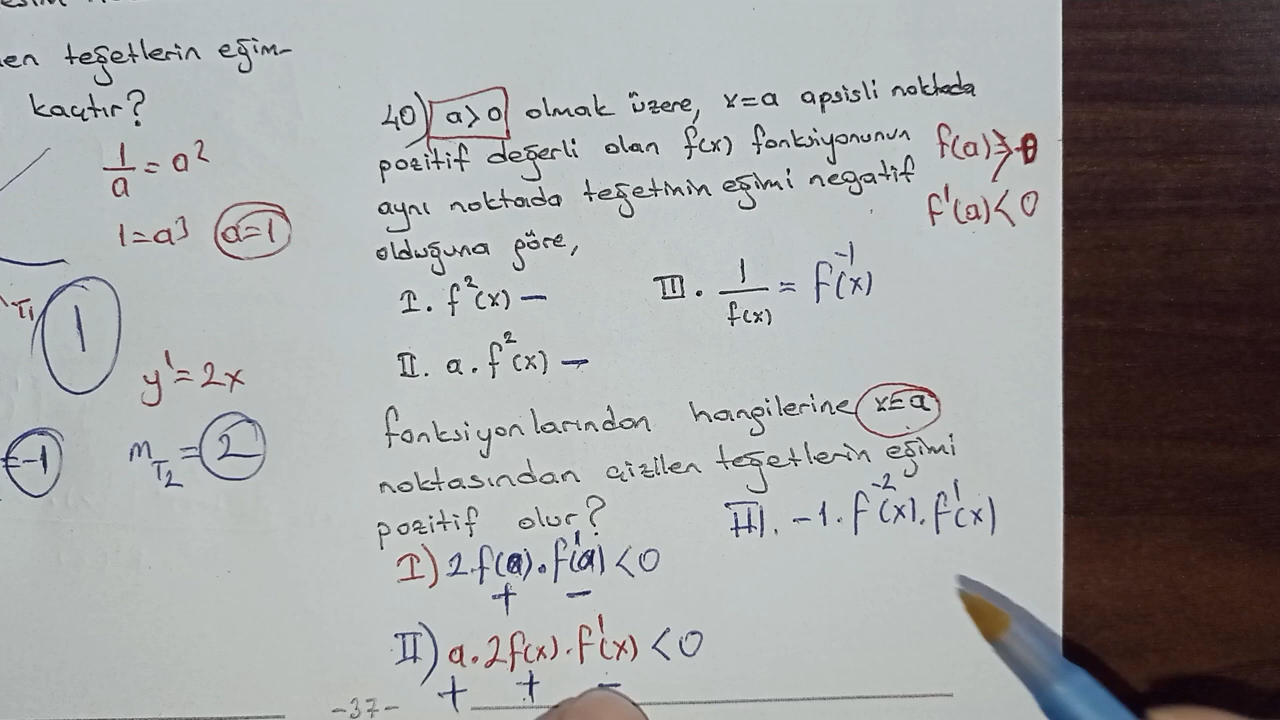 en teğetlerin eğim-
kaçtır?
1/a = a²
1=a³ a=1
T₁
1
y'=2x
=-1 m_T₂ = 2
40) a>0 olmak üzere, x=a apsisli noktada
pozitif değerli olan f(x) fonksiyonunun f(a)>0
aynı noktada teğetinin eğimi negatif f'(a)<0
olduğuna göre,
I. f²(x) – III. 1/f(x) = f⁻¹(x)
II. a.f²(x) –
fonksiyonlarından hangilerine x=a
noktasından çizilen teğetlerin eğimi
pozitif olur? III. -1.f⁻²(x).f'(x)
I) 2.f(a).f'(a)<0
+ –
II) a.2f(x).f'(x)<0
+ + –
-37-